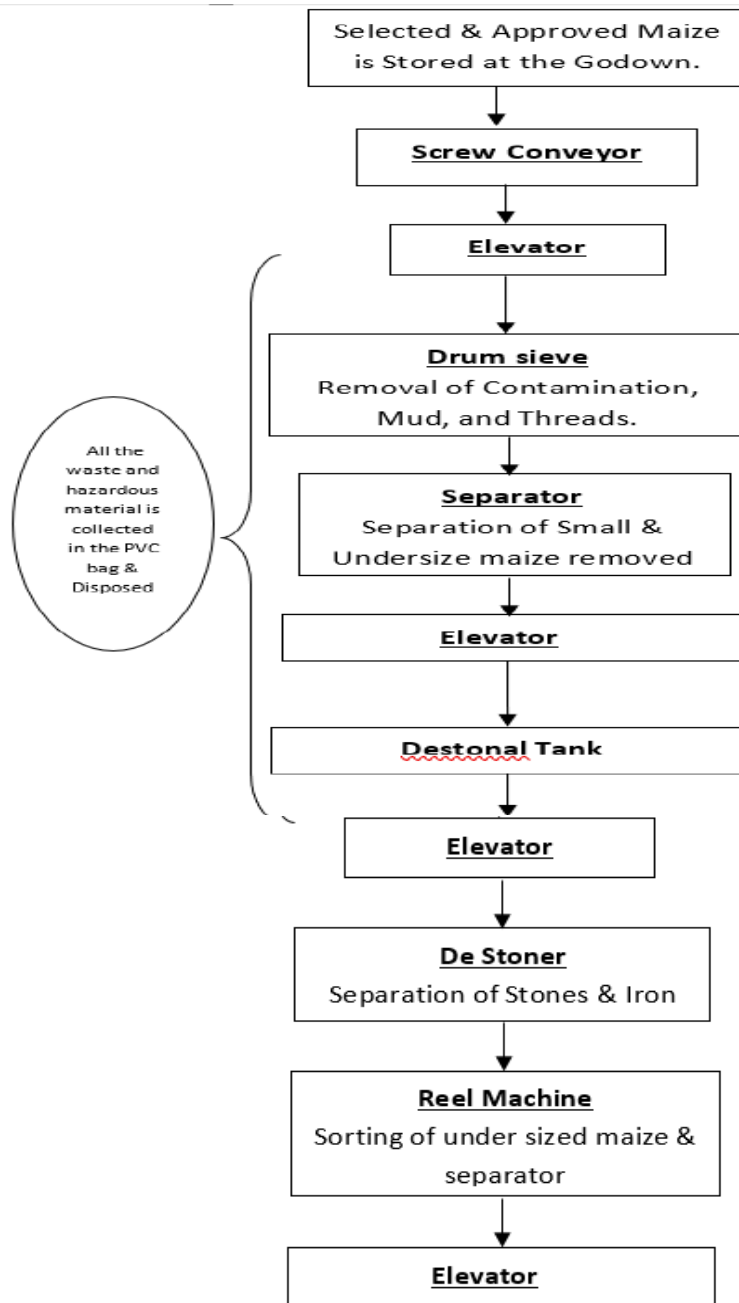 Selected & Approved Maize
is Stored at the Godown.
Screw Conveyor
Elevator
Drum sieve
Removal of Contamination,
Mud, and Threads.
All the
waste and
hazardous
material is
collected
in the PVC
bag &
Disposed
Separator
Separation of Small &
Undersize maize removed
Elevator
Destonal Tank
Elevator
De Stoner
Separation of Stones & Iron
Reel Machine
Sorting of under sized maize &
separator
Elevator